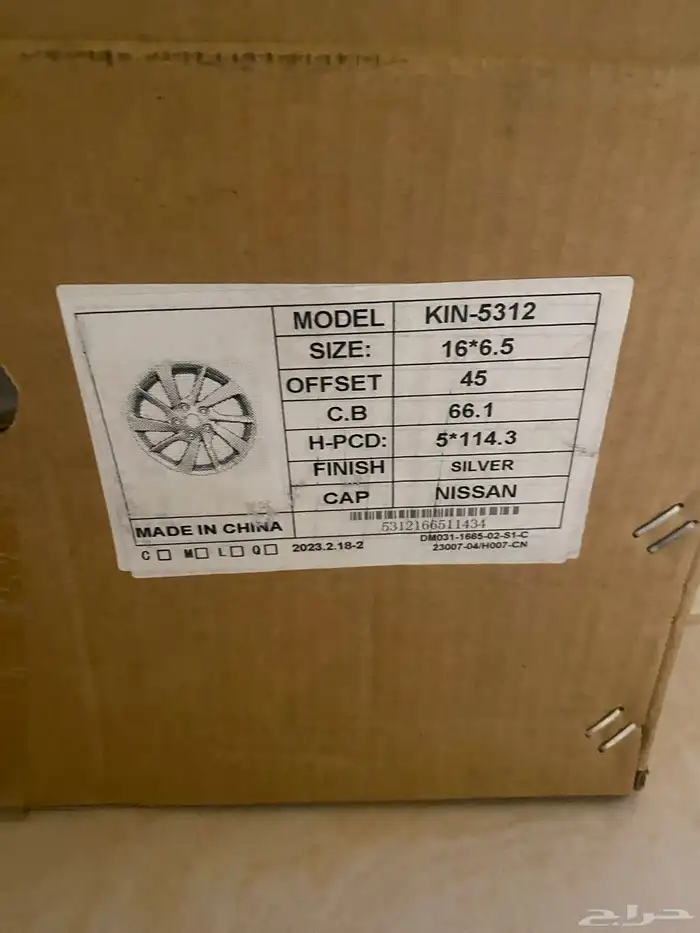 MODEL KIN-5312
SIZE: 16*6.5
OFFSET 45
C.B 66.1
H-PCD: 5*114.3
FINISH SILVER
CAP NISSAN
MADE IN CHINA 5312166511434
C □ M□ L□ Q□ 2023.2.18-2 DM031-1665-02-S1-C
23007-04/H007-CN
حراج